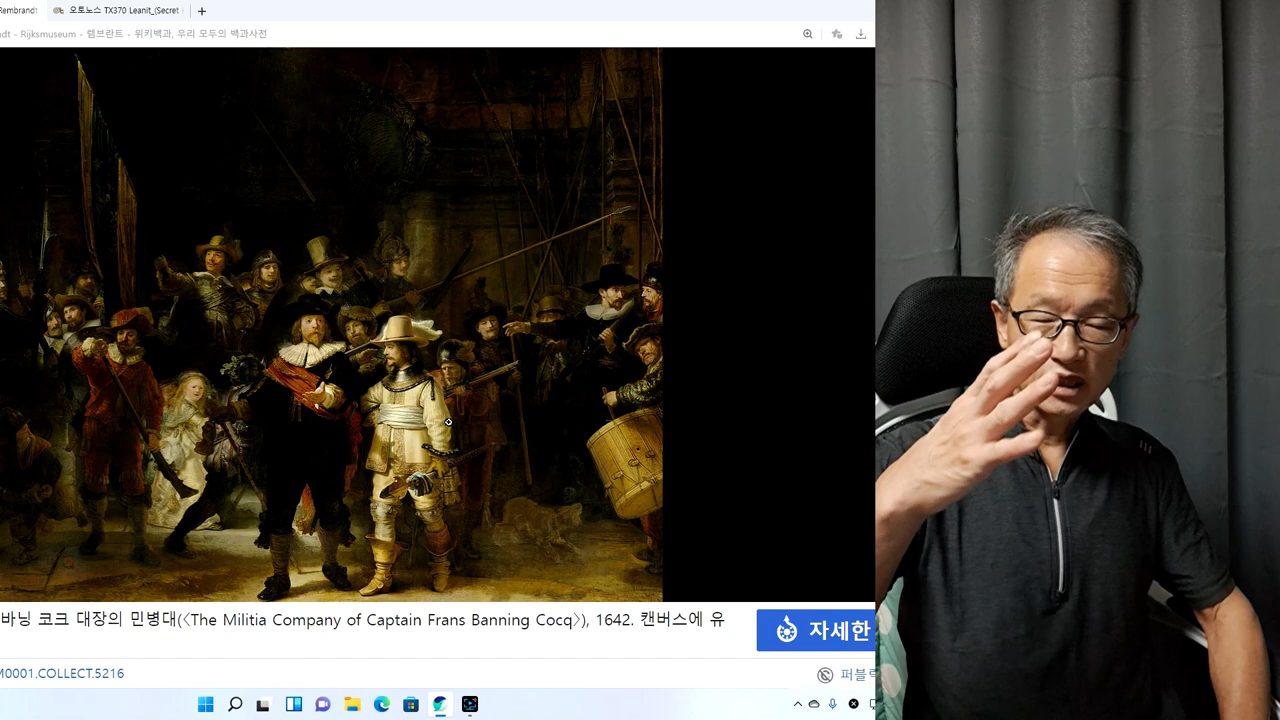 Rembrandt 오토노스 TX370 Leanit_(Secret
dt - Rijksmuseum - 렘브란트 - 위키백과, 우리 모두의 백과사전
바닝 코크 대장의 민병대(〈The Militia Company of Captain Frans Banning Cocq〉), 1642. 캔버스에 유
자세한
M0001.COLLECT.5216
퍼블릭